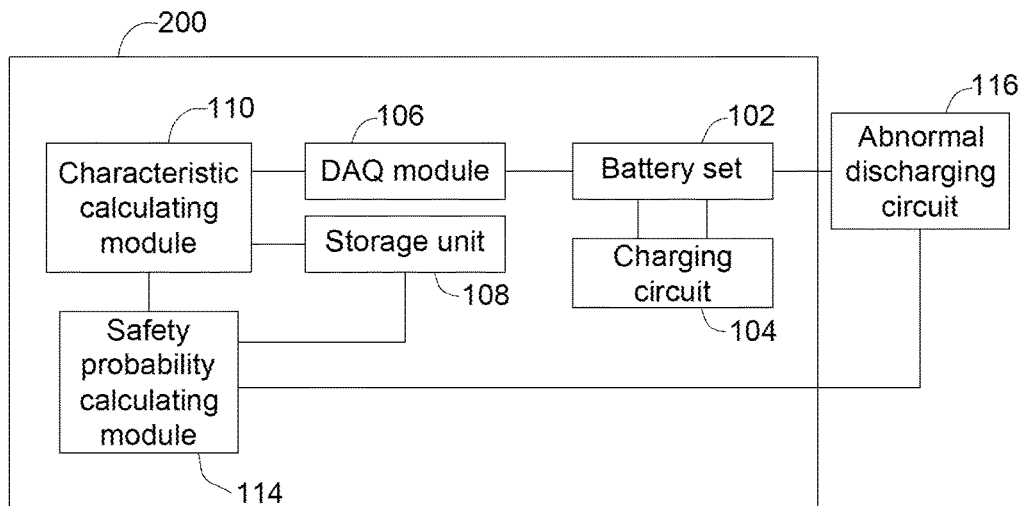 200
110
106
102
116
Characteristic
calculating
module
DAQ module
Battery set
Abnormal
discharging
circuit
Storage unit
108
Charging
circuit
104
Safety
probability
calculating
module
114